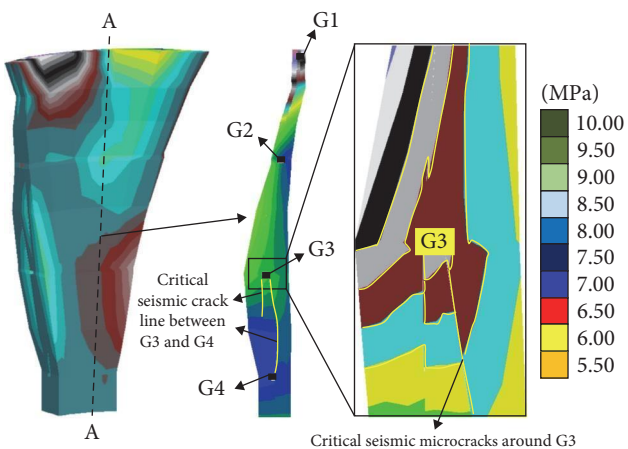 A
G1
G2
G3
Critical
seismic crack
line between
G3 and G4
G4
A
G3
Critical seismic microcracks around G3
(MPa)
10.00
9.50
9.00
8.50
8.00
7.50
7.00
6.50
6.00
5.50